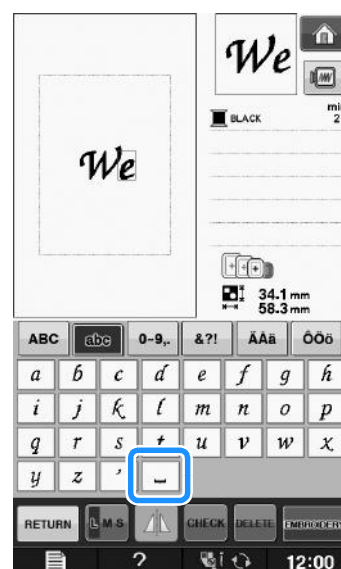 We
mi
BLACK 2
We
34.1 mm
58.3 mm
ABC abc 0~9,. &?! ÄÅä ÔÖö
a b c d e f g h
i j k l m n o p
q r s t u v w x
y z ' ⎵
RETURN L M S CHECK DELETE EMBROIDERY
? i 12:00